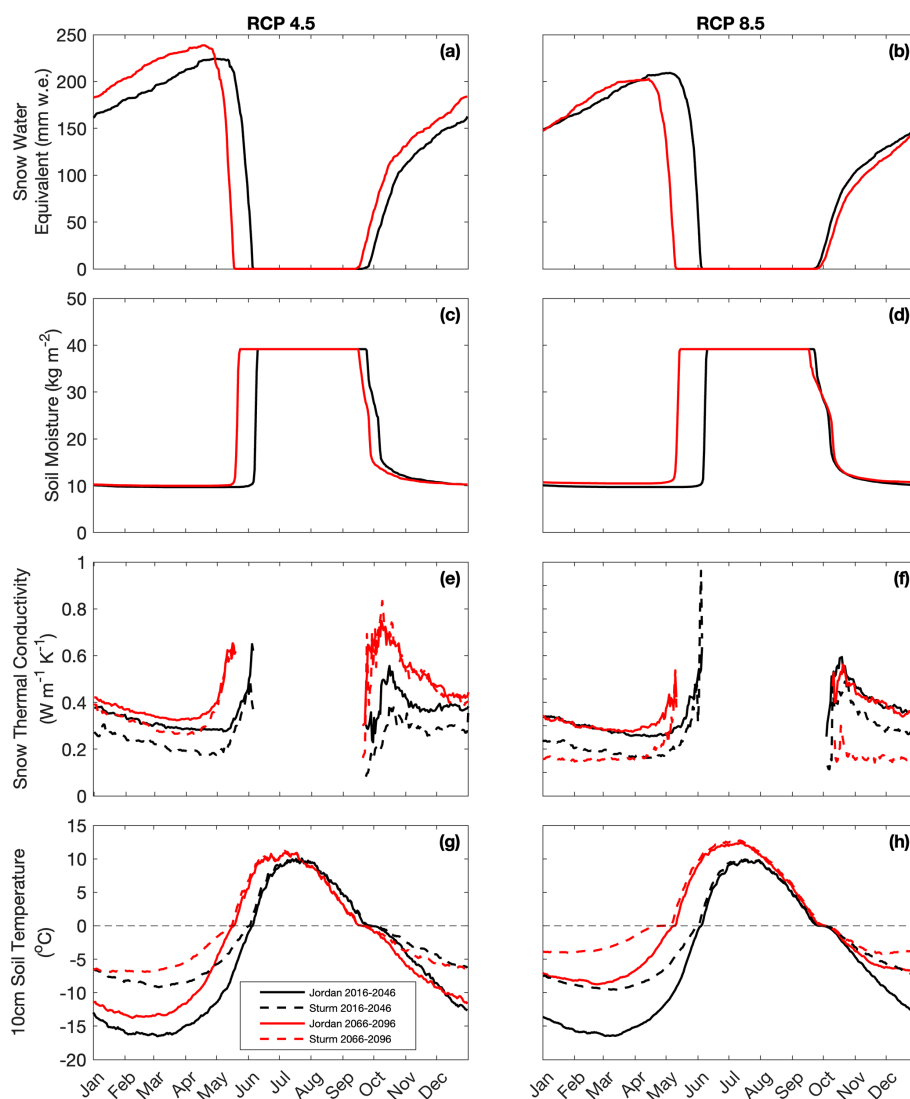 RCP 4.5
RCP 8.5
250
200
150
100
50
0
Snow Water
Equivalent (mm w.e.)
(a)
(b)
50
40
30
20
10
0
Soil Moisture (kg m-2)
(c)
(d)
1
0.8
0.6
0.4
0.2
0
Snow Thermal Conductivity
(W m-1 K-1)
(e)
(f)
15
10
5
0
-5
-10
-15
-20
10cm Soil Temperature
(oC)
(g)
(h)
Jordan 2016-2046
Sturm 2016-2046
Jordan 2066-2096
Sturm 2066-2096
Jan Feb Mar Apr May Jun Jul Aug Sep Oct Nov Dec
Jan Feb Mar Apr May Jun Jul Aug Sep Oct Nov Dec